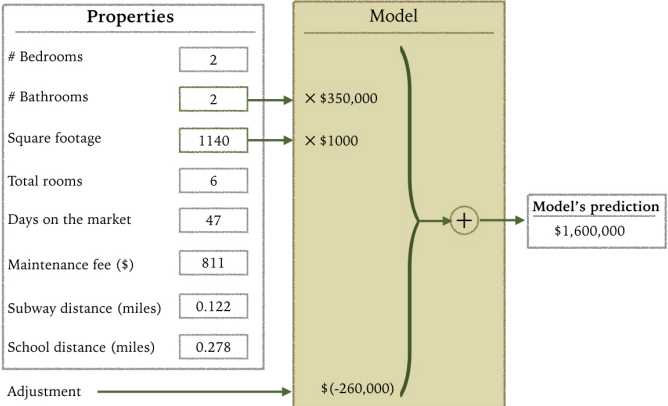 Properties
Model
# Bedrooms 2
# Bathrooms 2 × $350,000
Square footage 1140 × $1000
Total rooms 6
Days on the market 47
Maintenance fee ($) 811
Subway distance (miles) 0.122
School distance (miles) 0.278
Adjustment $(-260,000)
+
Model's prediction
$1,600,000